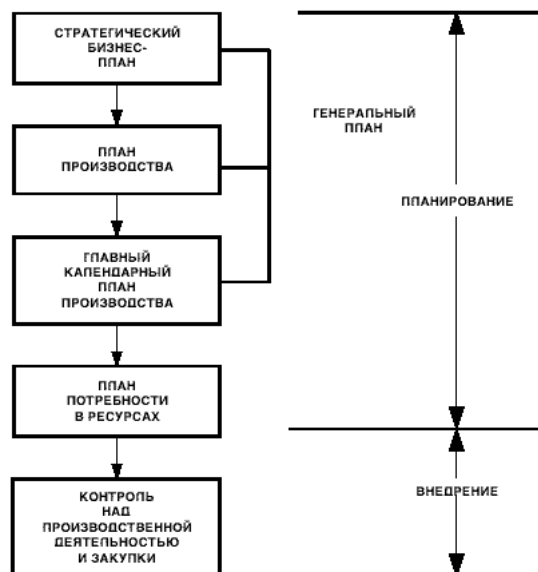 СТРАТЕГИЧЕСКИЙ
БИЗНЕС-
ПЛАН
ПЛАН
ПРОИЗВОДСТВА
ГЛАВНЫЙ
КАЛЕНДАРНЫЙ
ПЛАН
ПРОИЗВОДСТВА
ПЛАН
ПОТРЕБНОСТИ
В РЕСУРСАХ
КОНТРОЛЬ
НАД
ПРОИЗВОДСТВЕННОЙ
ДЕЯТЕЛЬНОСТЬЮ
И ЗАКУПКИ
ГЕНЕРАЛЬНЫЙ
ПЛАН
ПЛАНИРОВАНИЕ
ВНЕДРЕНИЕ